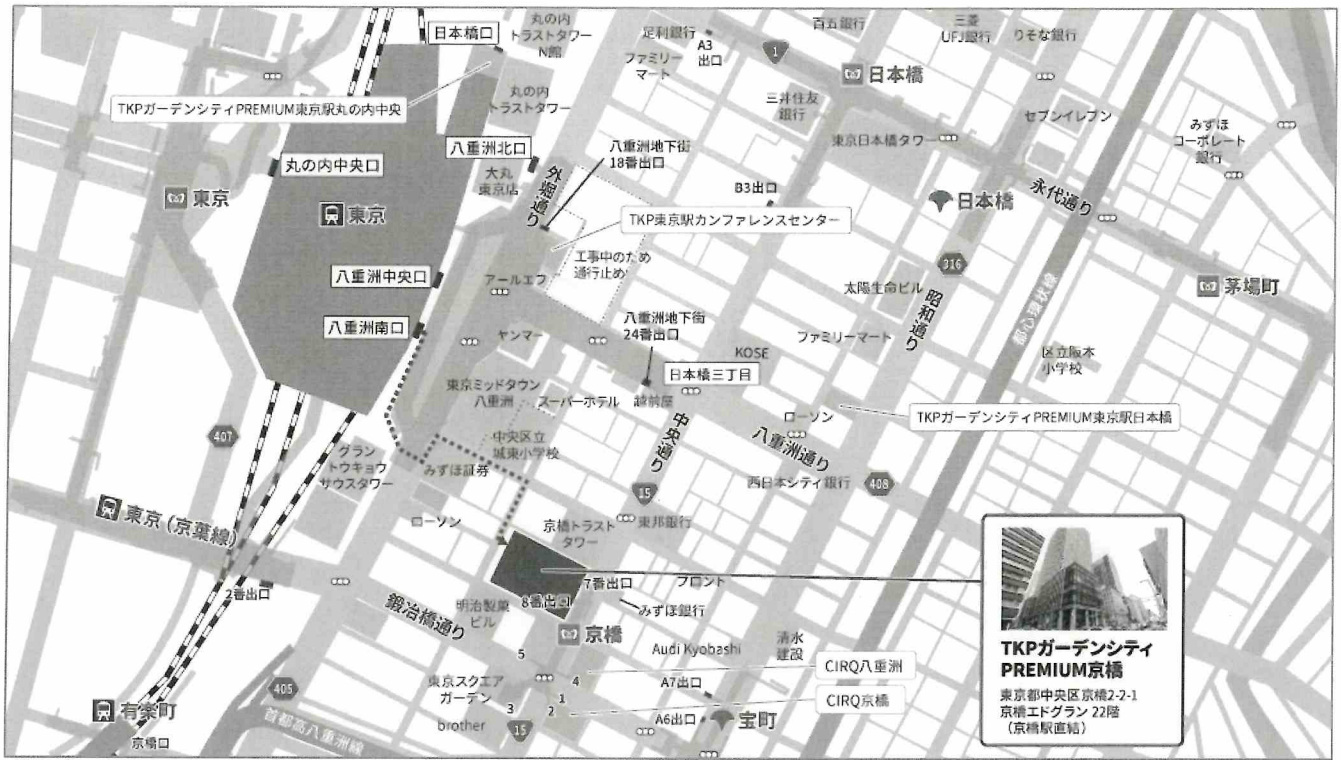 日本橋口
丸の内
トラストタワー
N館
足利銀行
A3
出口
ファミリー
マート
1
百五銀行
三菱
UFJ銀行
りそな銀行
日本橋
TKPガーデンシティPREMIUM東京駅丸の内中央
丸の内
トラストタワー
三井住友
銀行
セブンイレブン
みずほ
コーポレート
銀行
八重洲北口
八重洲地下街
18番出口
東京日本橋タワー
丸の内中央口
大丸
東京店
外堀通り
B3出口
東京
東京
TKP東京駅カンファレンスセンター
日本橋
永代通り
八重洲中央口
アールエフ
工事中のため
通行止め
316
太陽生命ビル
昭和通り
茅場町
八重洲南口
ヤンマー
八重洲地下街
24番出口
KOSE
ファミリーマート
都心環状線
区立阪本
小学校
日本橋三丁目
東京ミッドタウン
八重洲
スーパーホテル
越前屋
ローソン
TKPガーデンシティPREMIUM東京駅日本橋
407
グラン
トウキョウ
サウスタワー
中央区立
城東小学校
みずほ証券
中央通り
八重洲通り
西日本シティ銀行
408
15
東京 (京葉線)
ローソン
京橋トラスト
タワー
東邦銀行
2番出口
7番出口
フロント
8番出口
みずほ銀行
鍛冶橋通り
明治製菓
ビル
京橋
Audi Kyobashi
清水
建設
5
4
CIRQ八重洲
東京スクエア
ガーデン
A7出口
1
3
2
CIRQ京橋
405
有楽町
首都高八重洲線
brother
15
A6出口
宝町
京橋口
TKPガーデンシティ
PREMIUM京橋
東京都中央区京橋2-2-1
京橋エドグラン 22階
(京橋駅直結)